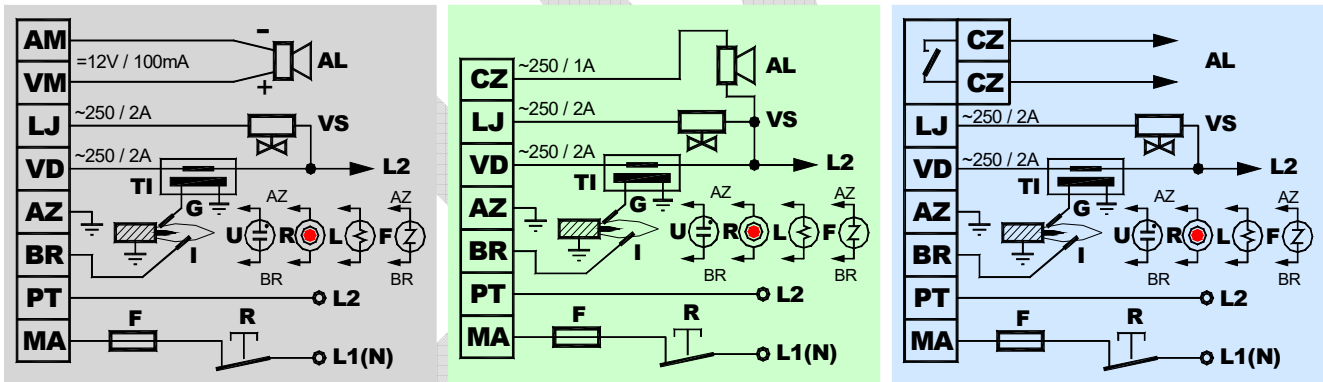 AM
-
=12V / 100mA
AL
VM
+
LJ
~250 / 2A
VS
VD
~250 / 2A
L2
TI
AZ
G
AZ
AZ
U
R
L
F
BR
I
BR
BR
PT
L2
F
R
MA
L1(N)
CZ
~250 / 1A
AL
LJ
~250 / 2A
VS
VD
~250 / 2A
L2
TI
AZ
G
AZ
AZ
U
R
L
F
BR
I
BR
BR
PT
L2
F
R
MA
L1(N)
CZ
AL
CZ
LJ
~250 / 2A
VS
VD
~250 / 2A
L2
TI
AZ
G
AZ
AZ
U
R
L
F
BR
I
BR
BR
PT
L2
F
R
MA
L1(N)